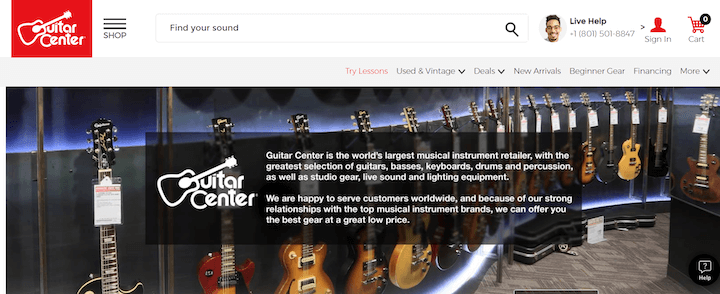 Guitar
Center
SHOP
Find your sound
Live Help
+1 (801) 501-8847
>
Sign In
0
Cart
Try Lessons Used & Vintage Deals New Arrivals Beginner Gear Financing More
Guitar
Center
Guitar Center is the world's largest musical instrument retailer, with the
greatest selection of guitars, basses, keyboards, drums and percussion,
as well as studio gear, live sound and lighting equipment.
We are happy to serve customers worldwide, and because of our strong
relationships with the top musical instrument brands, we can offer you
the best gear at a great low price.
?
Help